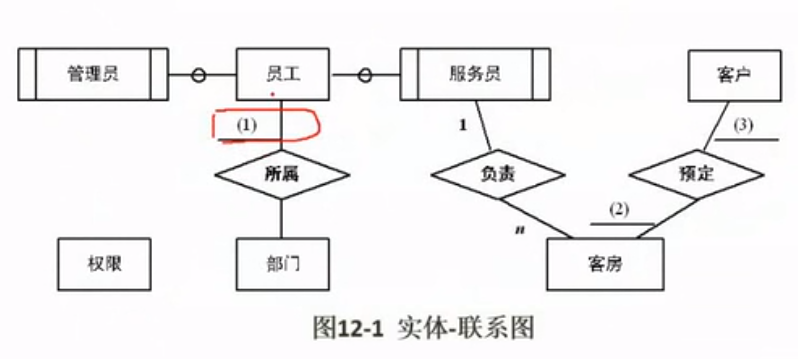 管理员 员工 服务员 客户
(1) 1 (3)
所属 负责 预定
n (2)
权限 部门 客房
图12-1 实体-联系图